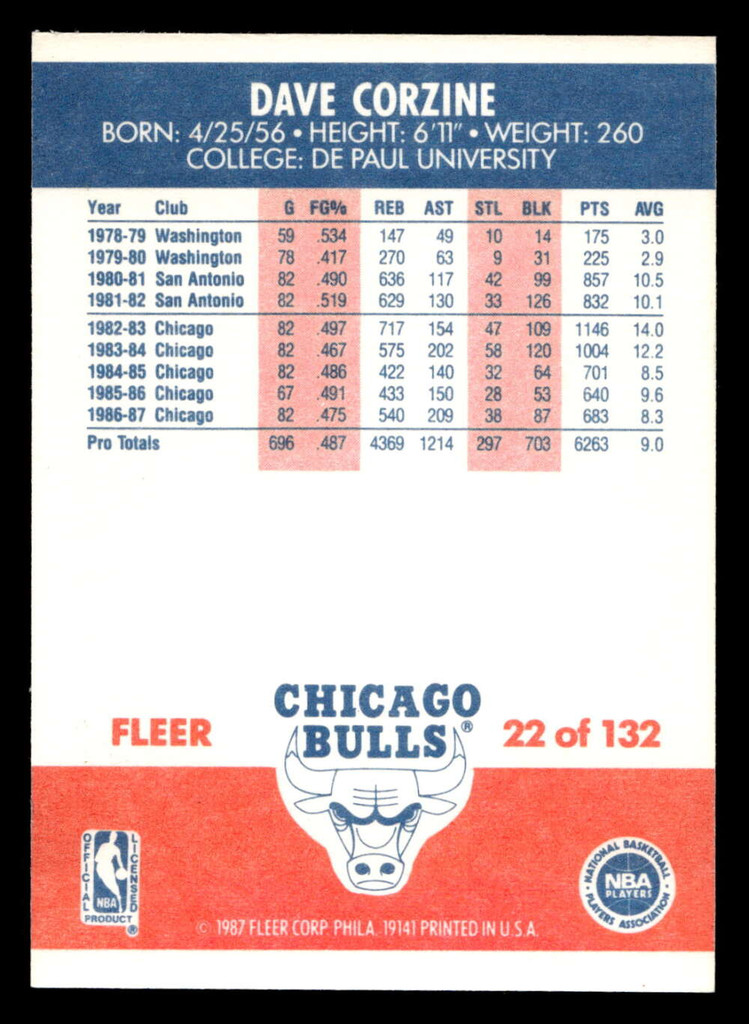 DAVE CORZINE
BORN: 4/25/56 • HEIGHT: 6'11" • WEIGHT: 260
COLLEGE: DE PAUL UNIVERSITY
Year Club G FG% REB AST STL BLK PTS AVG
1978-79 Washington 59 .534 147 49 10 14 175 3.0
1979-80 Washington 78 .417 270 63 9 31 225 2.9
1980-81 San Antonio 82 .490 636 117 42 99 857 10.5
1981-82 San Antonio 82 .519 629 130 33 126 832 10.1
1982-83 Chicago 82 .497 717 154 47 109 1146 14.0
1983-84 Chicago 82 .467 575 202 58 120 1004 12.2
1984-85 Chicago 82 .486 422 140 32 64 701 8.5
1985-86 Chicago 67 .491 433 150 28 53 640 9.6
1986-87 Chicago 82 .475 540 209 38 87 683 8.3
Pro Totals 696 .487 4369 1214 297 703 6263 9.0
CHICAGO
BULLS®
FLEER
22 of 132
OFFICIAL
LICENSED
NBA
PRODUCT
®
NATIONAL BASKETBALL
NBA
PLAYERS
PLAYERS ASSOCIATION
© 1987 FLEER CORP. PHILA. 19141 PRINTED IN U.S.A.